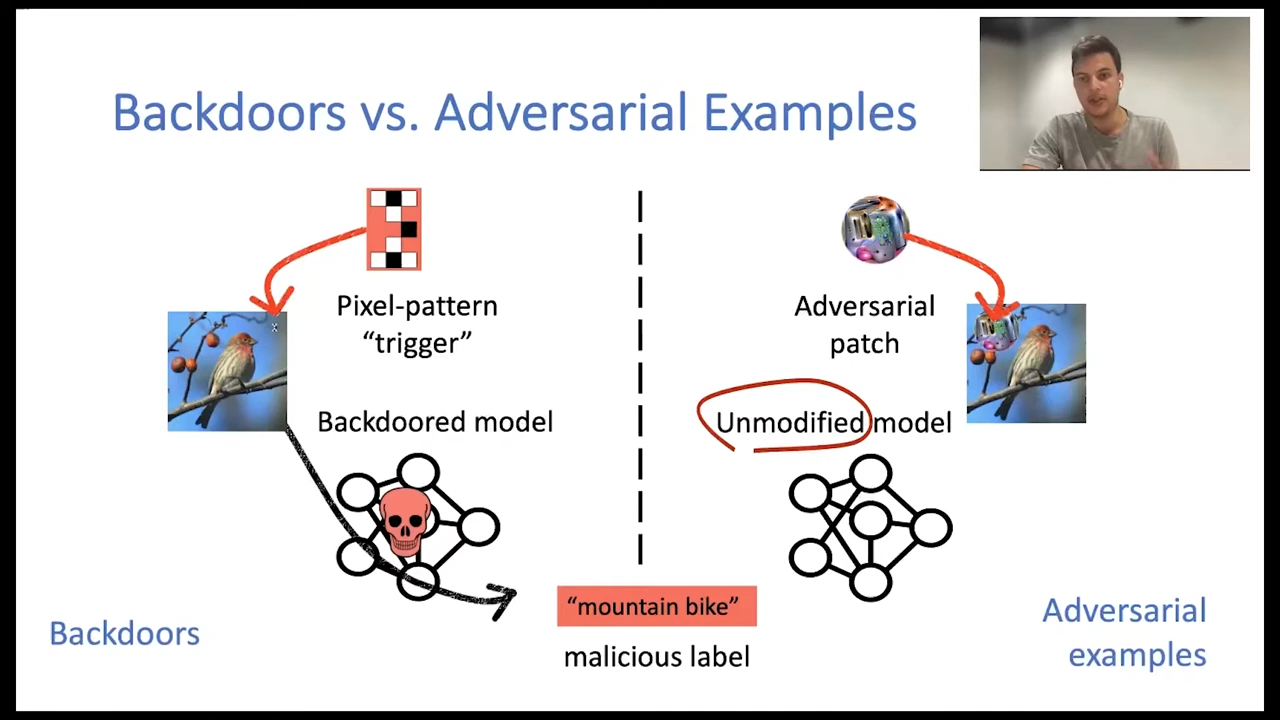 Backdoors vs. Adversarial Examples
Pixel-pattern
“trigger”
Backdoored model
Backdoors
Adversarial
patch
Unmodified model
Adversarial
examples
“mountain bike”
malicious label